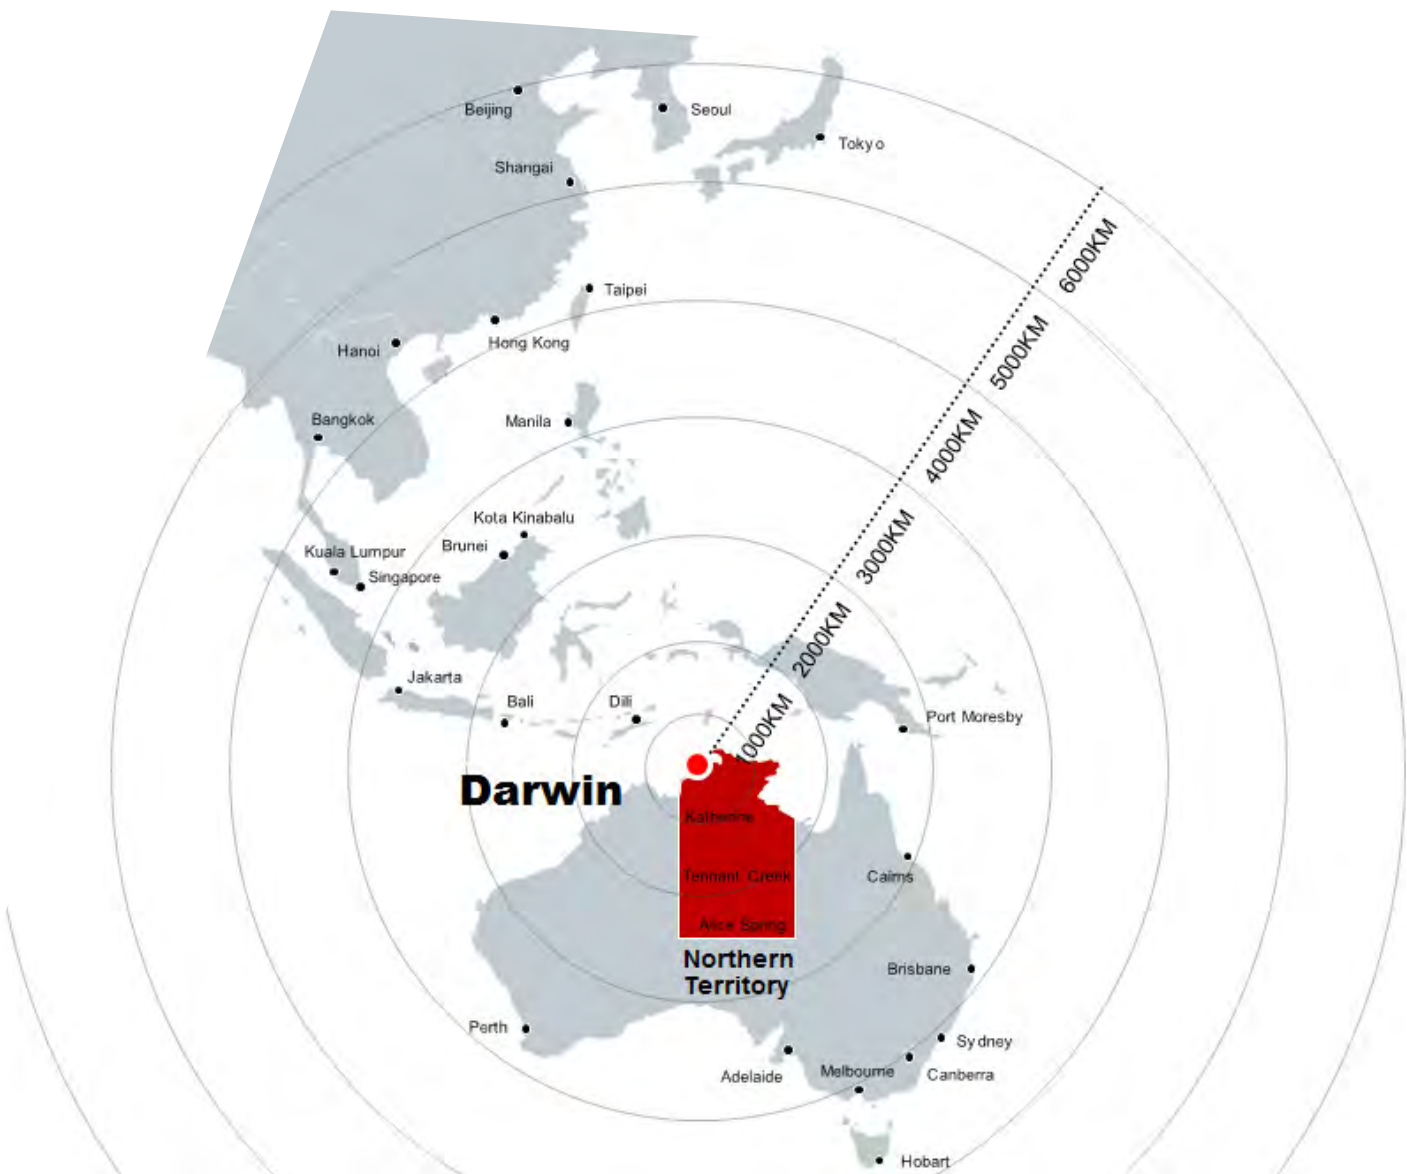 Beijing
Seoul
Tokyo
Shangai
6000KM
Taipei
5000KM
Hong Kong
Hanoi
Bangkok
Manila
4000KM
Kota Kinabalu
3000KM
Brunei
Kuala Lumpur
Singapore
2000KM
Jakarta
Bali
Dili
Port Moresby
1000KM
Darwin
Katherine
Tennant Creek
Cairns
Alice Spring
Northern
Territory
Brisbane
Perth
Sydney
Adelaide
Melbourne
Canberra
Hobart